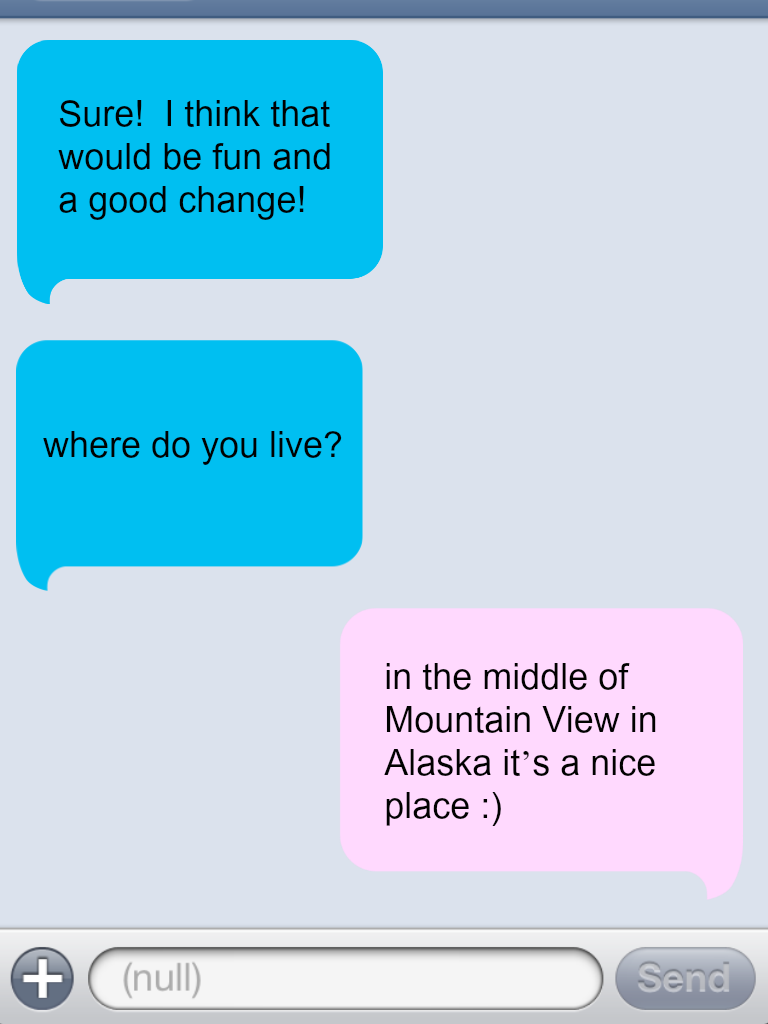 Sure!  I think that
would be fun and
a good change!
where do you live?
in the middle of
Mountain View in
Alaska it’s a nice
place :)
(null)
Send